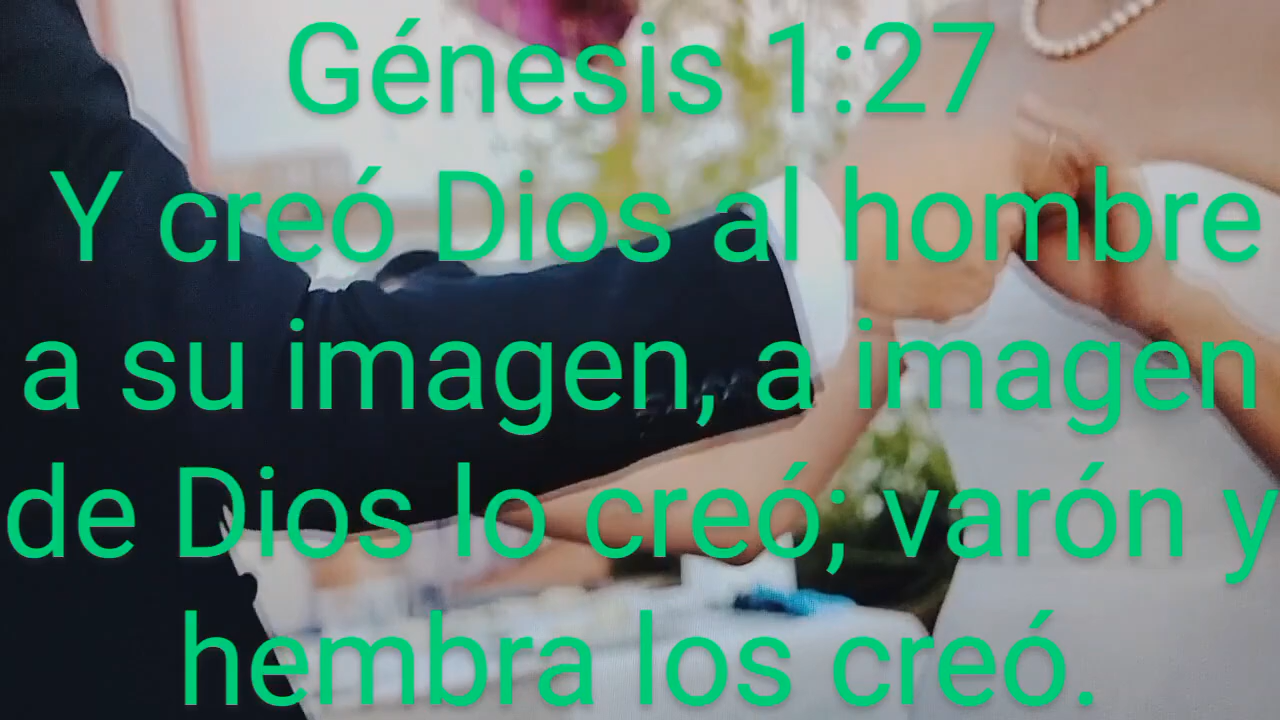 Génesis 1:27
Y creó Dios al hombre
a su imagen, a imagen
de Dios lo creó; varón y
hembra los creó.